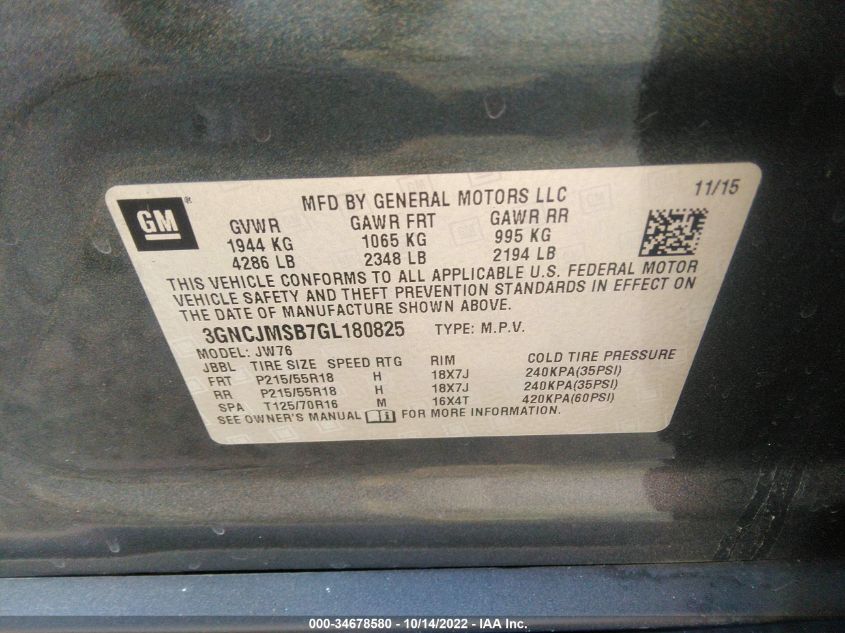 GM®
MFD BY GENERAL MOTORS LLC
11/15
GVWR GAWR FRT GAWR RR
1944 KG 1065 KG 995 KG
4286 LB 2348 LB 2194 LB
THIS VEHICLE CONFORMS TO ALL APPLICABLE U.S. FEDERAL MOTOR
VEHICLE SAFETY AND THEFT PREVENTION STANDARDS IN EFFECT ON
THE DATE OF MANUFACTURE SHOWN ABOVE.
3GNCJMSB7GL180825 TYPE: M.P.V.
MODEL: JW76
JBBL TIRE SIZE SPEED RTG RIM COLD TIRE PRESSURE
FRT P215/55R18 H 18X7J 240KPA(35PSI)
RR P215/55R18 H 18X7J 240KPA(35PSI)
SPA T125/70R16 M 16X4T 420KPA(60PSI)
SEE OWNER'S MANUAL FOR MORE INFORMATION.
000-34678580 - 10/14/2022 - IAA Inc.